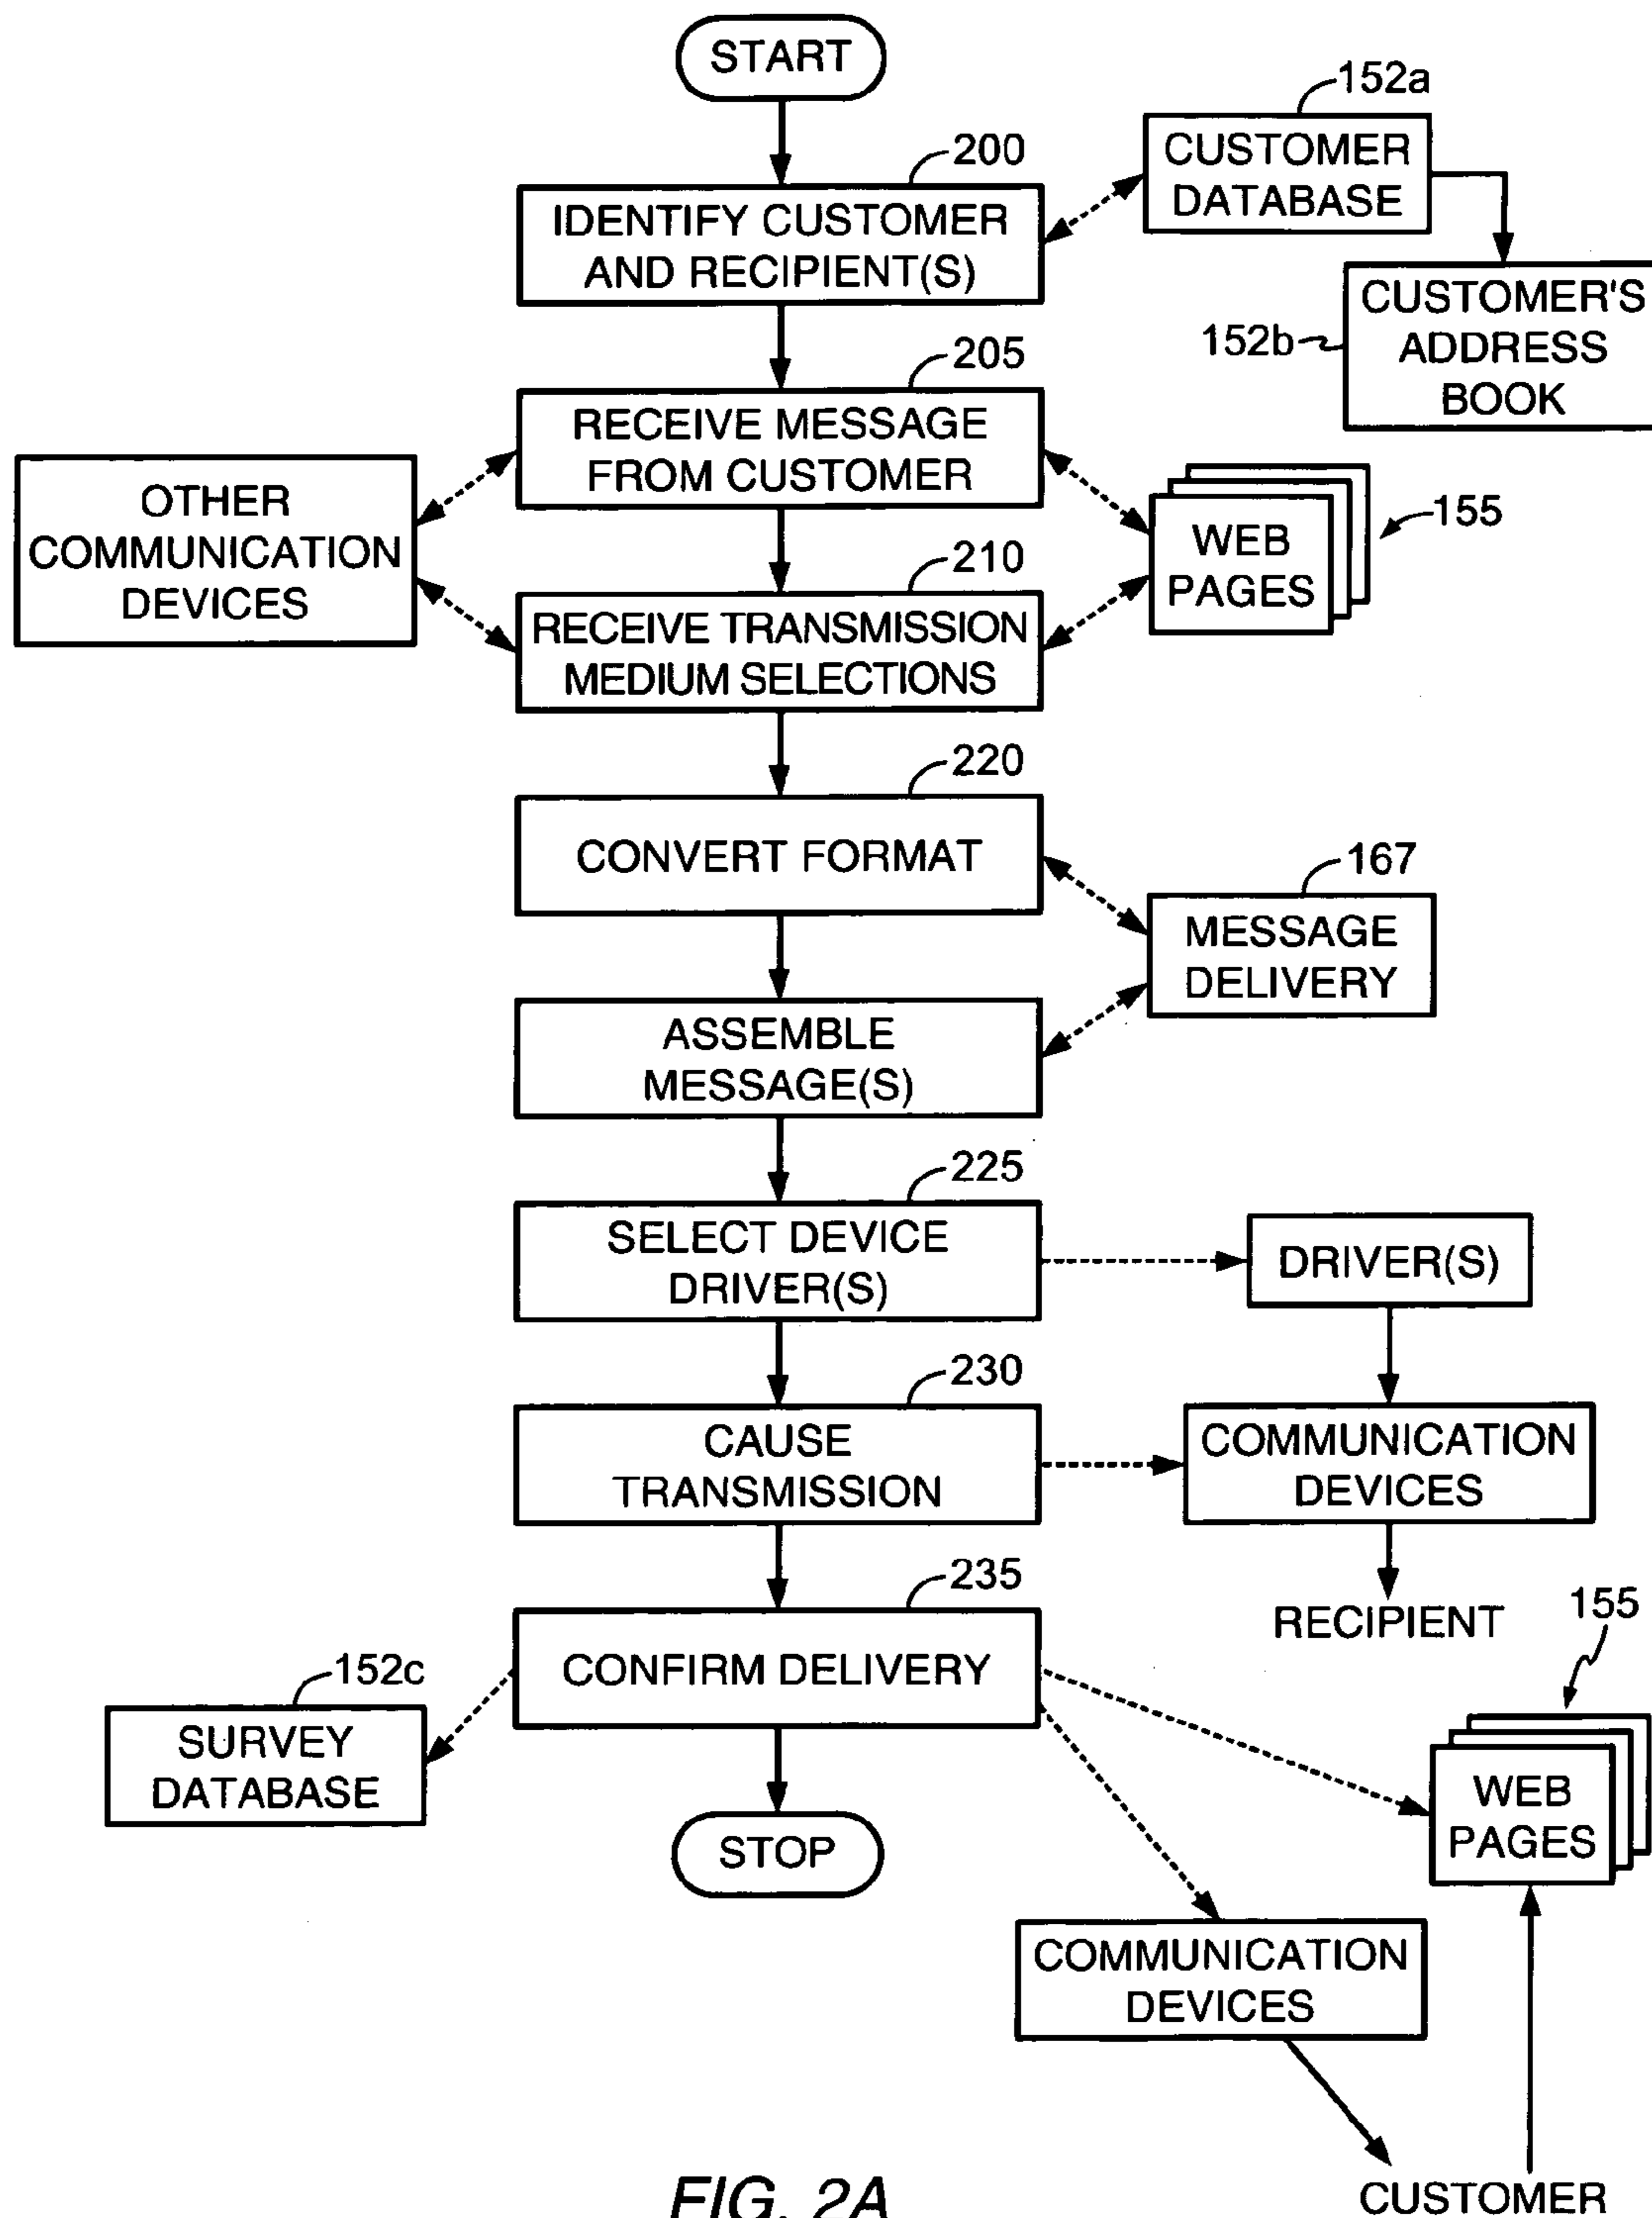 START
152a
CUSTOMER
DATABASE
200
IDENTIFY CUSTOMER
AND RECIPIENT(S)
CUSTOMER'S
ADDRESS
BOOK
152b
205
RECEIVE MESSAGE
FROM CUSTOMER
OTHER
COMMUNICATION
DEVICES
WEB
PAGES
155
210
RECEIVE TRANSMISSION
MEDIUM SELECTIONS
220
CONVERT FORMAT
167
MESSAGE
DELIVERY
ASSEMBLE
MESSAGE(S)
225
SELECT DEVICE
DRIVER(S)
DRIVER(S)
230
CAUSE
TRANSMISSION
COMMUNICATION
DEVICES
RECIPIENT
235
CONFIRM DELIVERY
155
152c
SURVEY
DATABASE
WEB
PAGES
STOP
COMMUNICATION
DEVICES
CUSTOMER
FIG. 2A